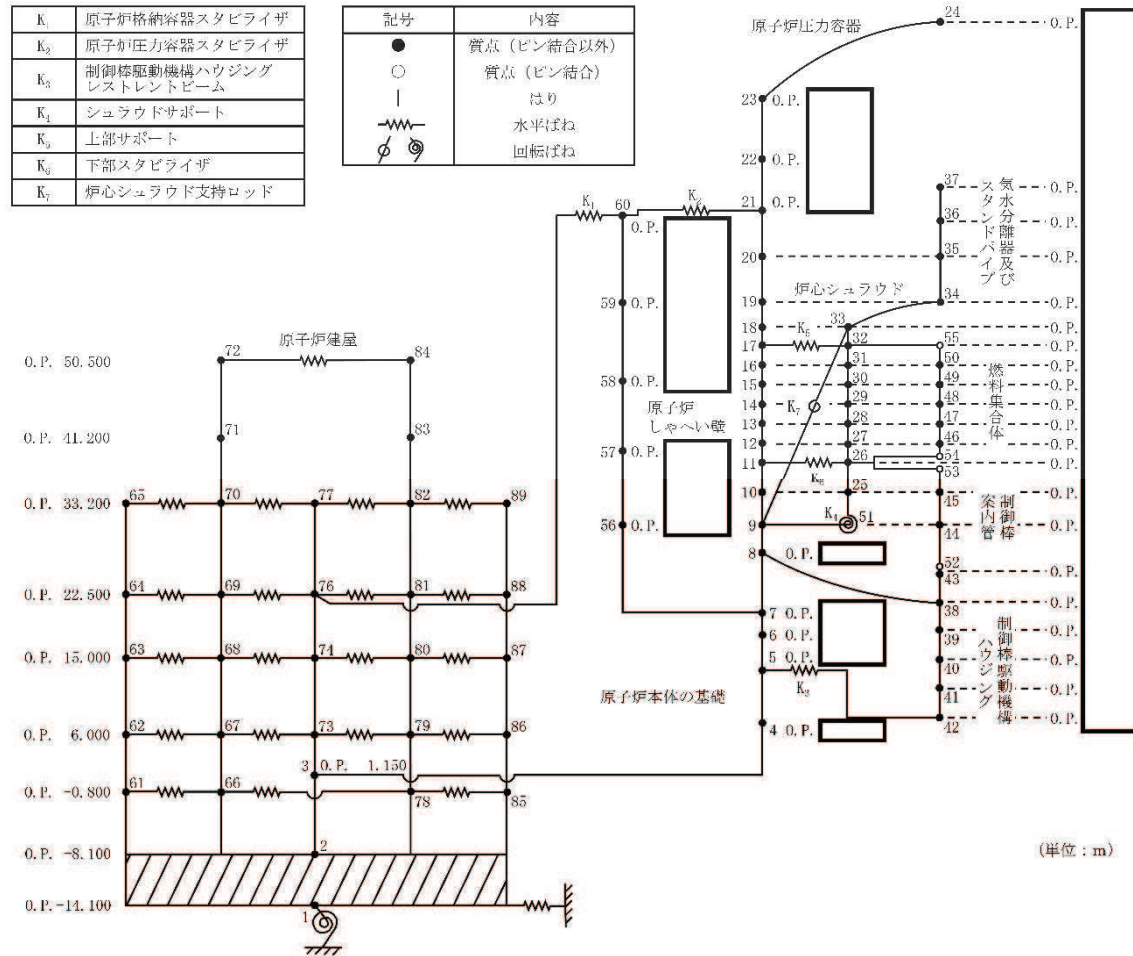 K₁ 原子炉格納容器スタビライザ
K₂ 原子炉圧力容器スタビライザ
K₃ 制御棒駆動機構ハウジング
レストレントビーム
K₄ シュラウドサポート
K₅ 上部サポート
K₆ 下部スタビライザ
K₇ 炉心シュラウド支持ロッド
記号 内容
質点（ピン結合以外）
質点（ピン結合）
はり
水平ばね
回転ばね
原子炉圧力容器
24 O.P.
23 O.P.
22 O.P.
37 O.P.
K₁ 60 K₂ 21 O.P.
O.P.
36 O.P.
気水分離器及び
スタンドパイプ
20 35 O.P.
59 O.P. 19 炉心シュラウド 34 O.P.
18 33 O.P.
原子炉建屋
17 K₅ 32 55 O.P.
O.P. 50.500 72 84
16 31 50 O.P.
58 O.P. 15 30 49 O.P.
14 K₇ 29 48 O.P.
燃料集合体
原子炉
しゃへい壁
13 28 47 O.P.
O.P. 41.200 71 83
12 27 46 O.P.
57 O.P. 11 K₆ 26 54 O.P.
53
O.P. 33.200 65 70 77 82 89
10 25 45 O.P.
制御棒
案内管
56 O.P. 9 K₄ 51 44 O.P.
8 O.P.
52 O.P.
43
O.P. 22.500 64 69 76 81 88
38 O.P.
7 O.P.
6 O.P. 39 O.P.
制御棒駆動機構
ハウジング
O.P. 15.000 63 68 74 80 87
5 O.P. K₃ 40 O.P.
41 O.P.
原子炉本体の基礎
42 O.P.
4 O.P.
O.P. 6.000 62 67 73 79 86
3 O.P. 1.150
O.P. -0.800 61 66 78 85
O.P. -8.100 2
(単位：m)
O.P.-14.100 1